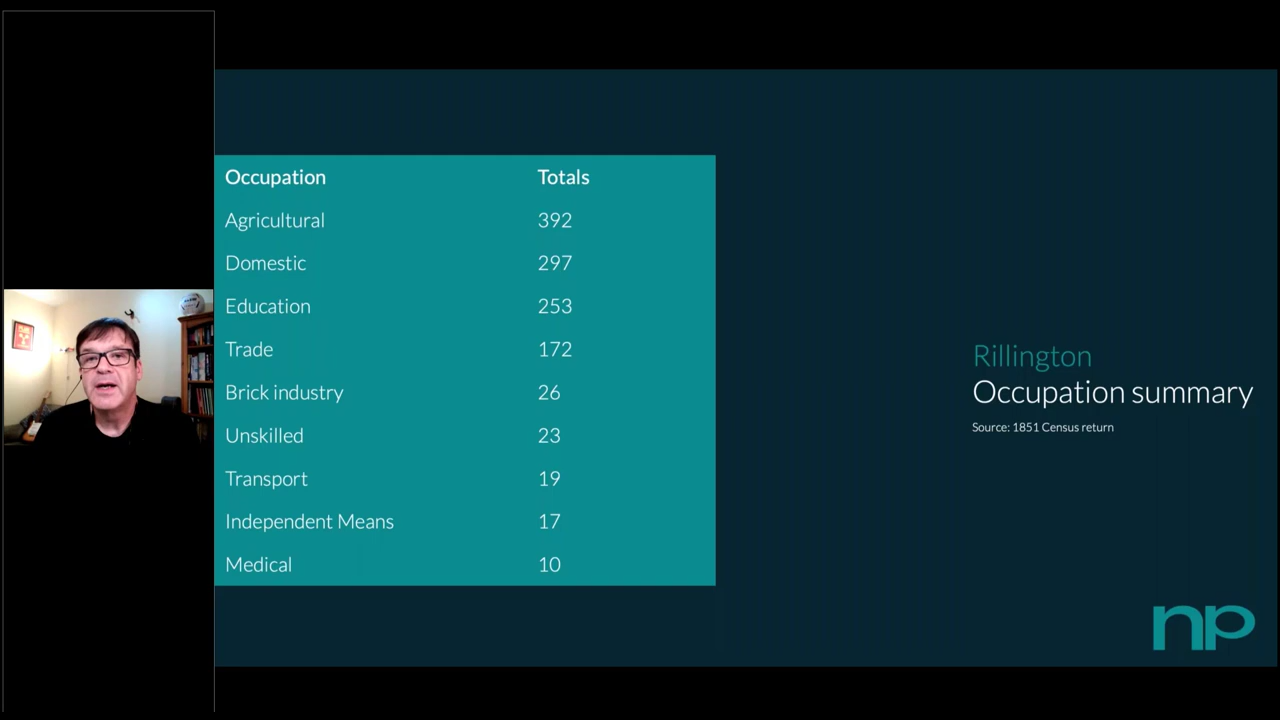 Occupation Totals
Agricultural 392
Domestic 297
Education 253
Trade 172
Brick industry 26
Unskilled 23
Transport 19
Independent Means 17
Medical 10
Rillington
Occupation summary
Source: 1851 Census return
np